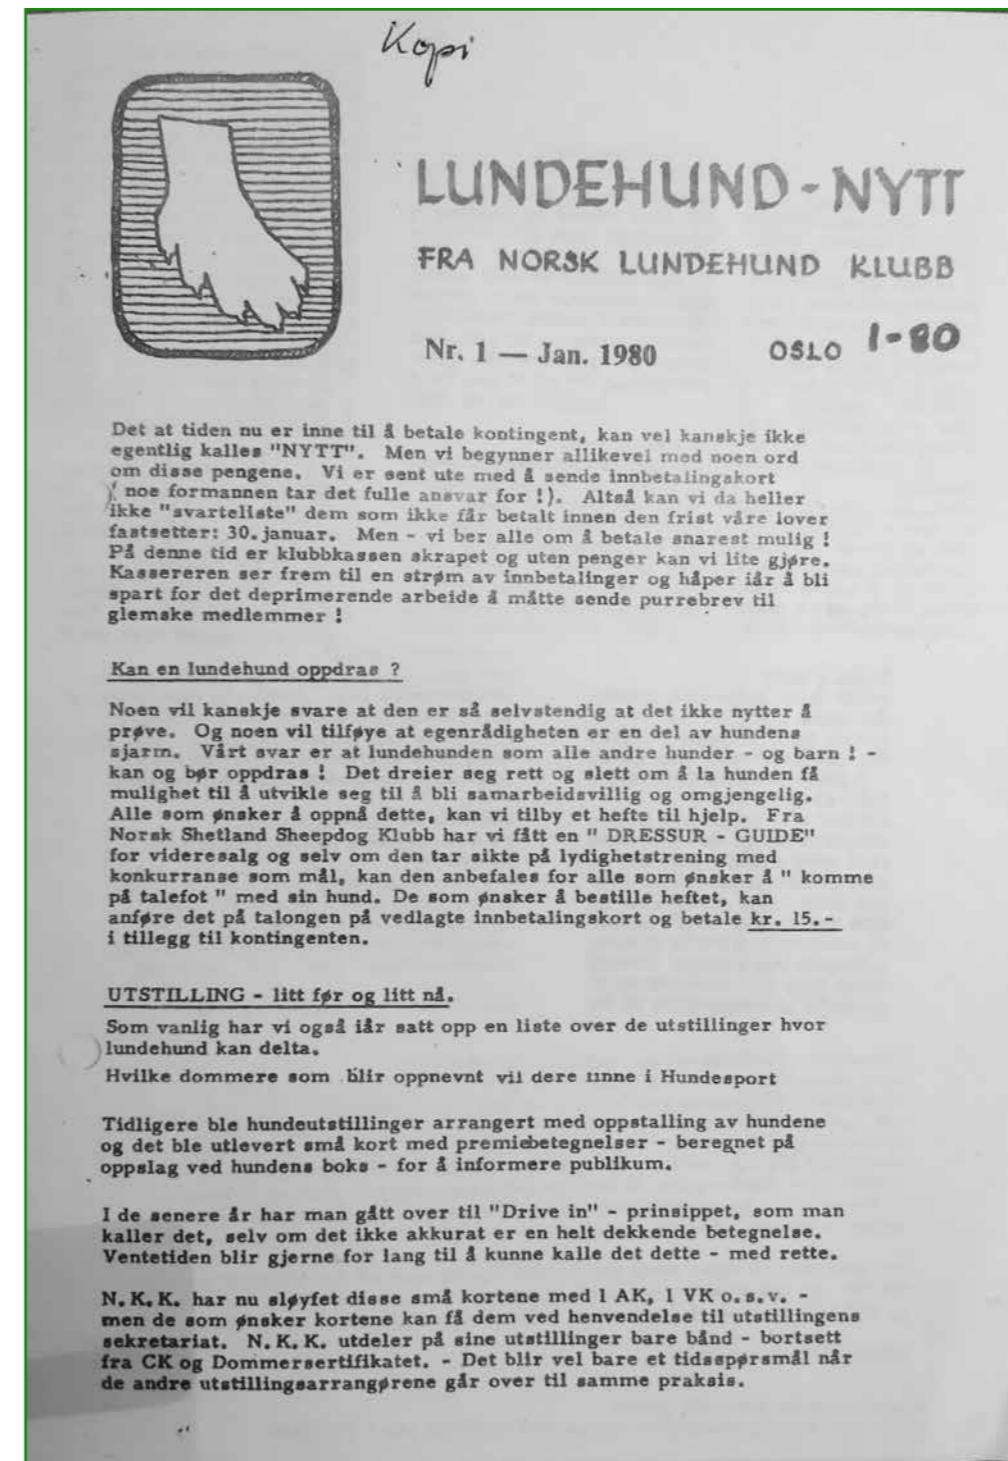 Kopi
LUNDEHUND-NYTT
FRA NORSK LUNDEHUND KLUBB
Nr. 1 — Jan. 1980 OSLO 1-80
Det at tiden nu er inne til å betale kontingent, kan vel kanskje ikke
egentlig kalles "NYTT". Men vi begynner allikevel med noen ord
om disse pengene. Vi er sent ute med å sende innbetalingskort
( noe formannen tar det fulle ansvar for !). Altså kan vi da heller
ikke "svarteliste" dem som ikke får betalt innen den frist våre lover
fastsetter: 30. januar. Men - vi ber alle om å betale snarest mulig !
På denne tid er klubbkassen skrapet og uten penger kan vi lite gjøre.
Kassereren ser frem til en strøm av innbetalinger og håper iår å bli
spart for det deprimerende arbeide å måtte sende purrebrev til
glemske medlemmer !
Kan en lundehund oppdras ?
Noen vil kanskje svare at den er så selvstendig at det ikke nytter å
prøve. Og noen vil tilføye at egenrådigheten er en del av hundens
sjarm. Vårt svar er at lundehunden som alle andre hunder - og barn ! -
kan og bør oppdras ! Det dreier seg rett og slett om å la hunden få
mulighet til å utvikle seg til å bli samarbeidsvillig og omgjengelig.
Alle som ønsker å oppnå dette, kan vi tilby et hefte til hjelp. Fra
Norsk Shetland Sheepdog Klubb har vi fått en " DRESSUR - GUIDE"
for videresalg og selv om den tar sikte på lydighetstrening med
konkurranse som mål, kan den anbefales for alle som ønsker å " komme
på talefot " med sin hund. De som ønsker å bestille heftet, kan
anføre det på talongen på vedlagte innbetalingskort og betale kr. 15.-
i tillegg til kontingenten.
UTSTILLING - litt før og litt nå.
Som vanlig har vi også iår satt opp en liste over de utstillinger hvor
lundehund kan delta.
Hvilke dommere som blir oppnevnt vil dere finne i Hundesport
Tidligere ble hundeutstillinger arrangert med oppstalling av hundene
og det ble utlevert små kort med premiebetegnelser - beregnet på
oppslag ved hundens boks - for å informere publikum.
I de senere år har man gått over til "Drive in" - prinsippet, som man
kaller det, selv om det ikke akkurat er en helt dekkende betegnelse.
Ventetiden blir gjerne for lang til å kunne kalle det dette - med rette.
N.K.K. har nu sløyfet disse små kortene med 1 AK, 1 VK o.s.v. -
men de som ønsker kortene kan få dem ved henvendelse til utstillingens
sekretariat. N.K.K. utdeler på sine utstillinger bare bånd - bortsett
fra CK og Dommersertifikatet. - Det blir vel bare et tidsspørsmål når
de andre utstillingsarrangørene går over til samme praksis.